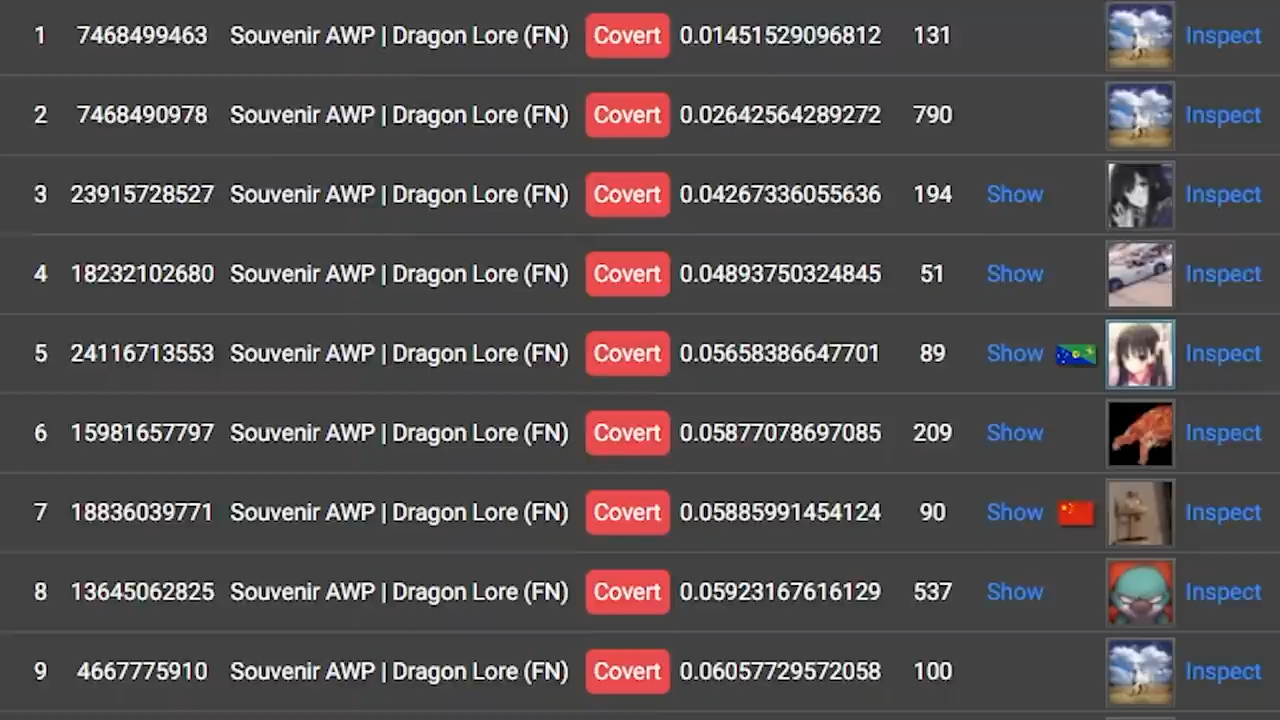 1 7468499463 Souvenir AWP | Dragon Lore (FN) Covert 0.01451529096812 131 Inspect
2 7468490978 Souvenir AWP | Dragon Lore (FN) Covert 0.02642564289272 790 Inspect
3 23915728527 Souvenir AWP | Dragon Lore (FN) Covert 0.04267336055636 194 Show Inspect
4 18232102680 Souvenir AWP | Dragon Lore (FN) Covert 0.04893750324845 51 Show Inspect
5 24116713553 Souvenir AWP | Dragon Lore (FN) Covert 0.05658386647701 89 Show Inspect
6 15981657797 Souvenir AWP | Dragon Lore (FN) Covert 0.05877078697085 209 Show Inspect
7 18836039771 Souvenir AWP | Dragon Lore (FN) Covert 0.05885991454124 90 Show Inspect
8 13645062825 Souvenir AWP | Dragon Lore (FN) Covert 0.05923167616129 537 Show Inspect
9 4667775910 Souvenir AWP | Dragon Lore (FN) Covert 0.06057729572058 100 Inspect